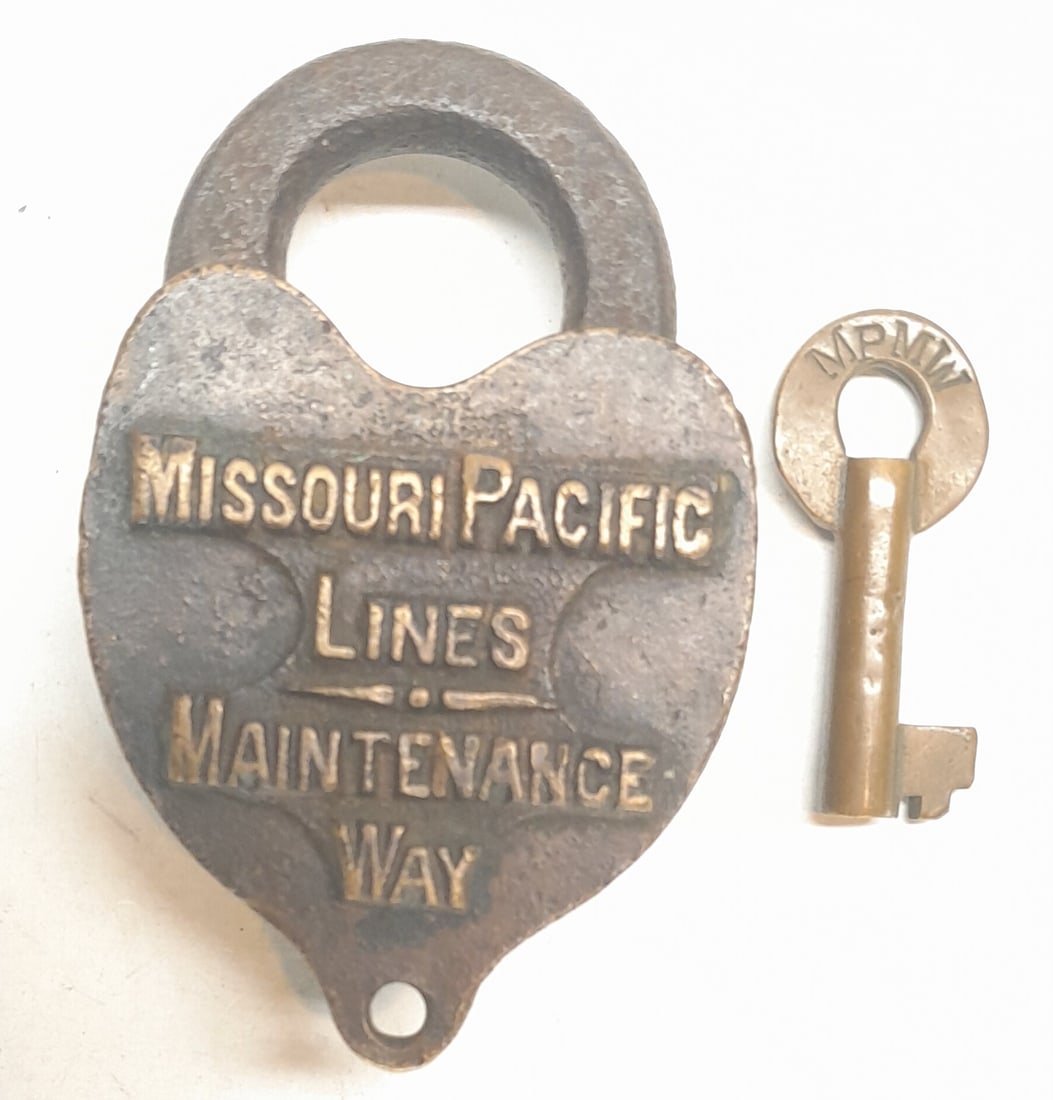 MISSOURI PACIFIC
LINES
MAINTENANCE
WAY
MPMW